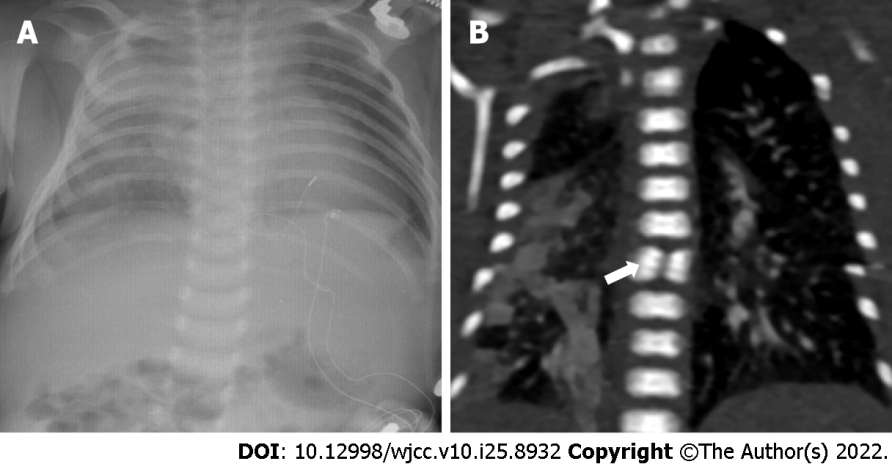 A
B
DOI: 10.12998/wjcc.v10.i25.8932 Copyright ©The Author(s) 2022.